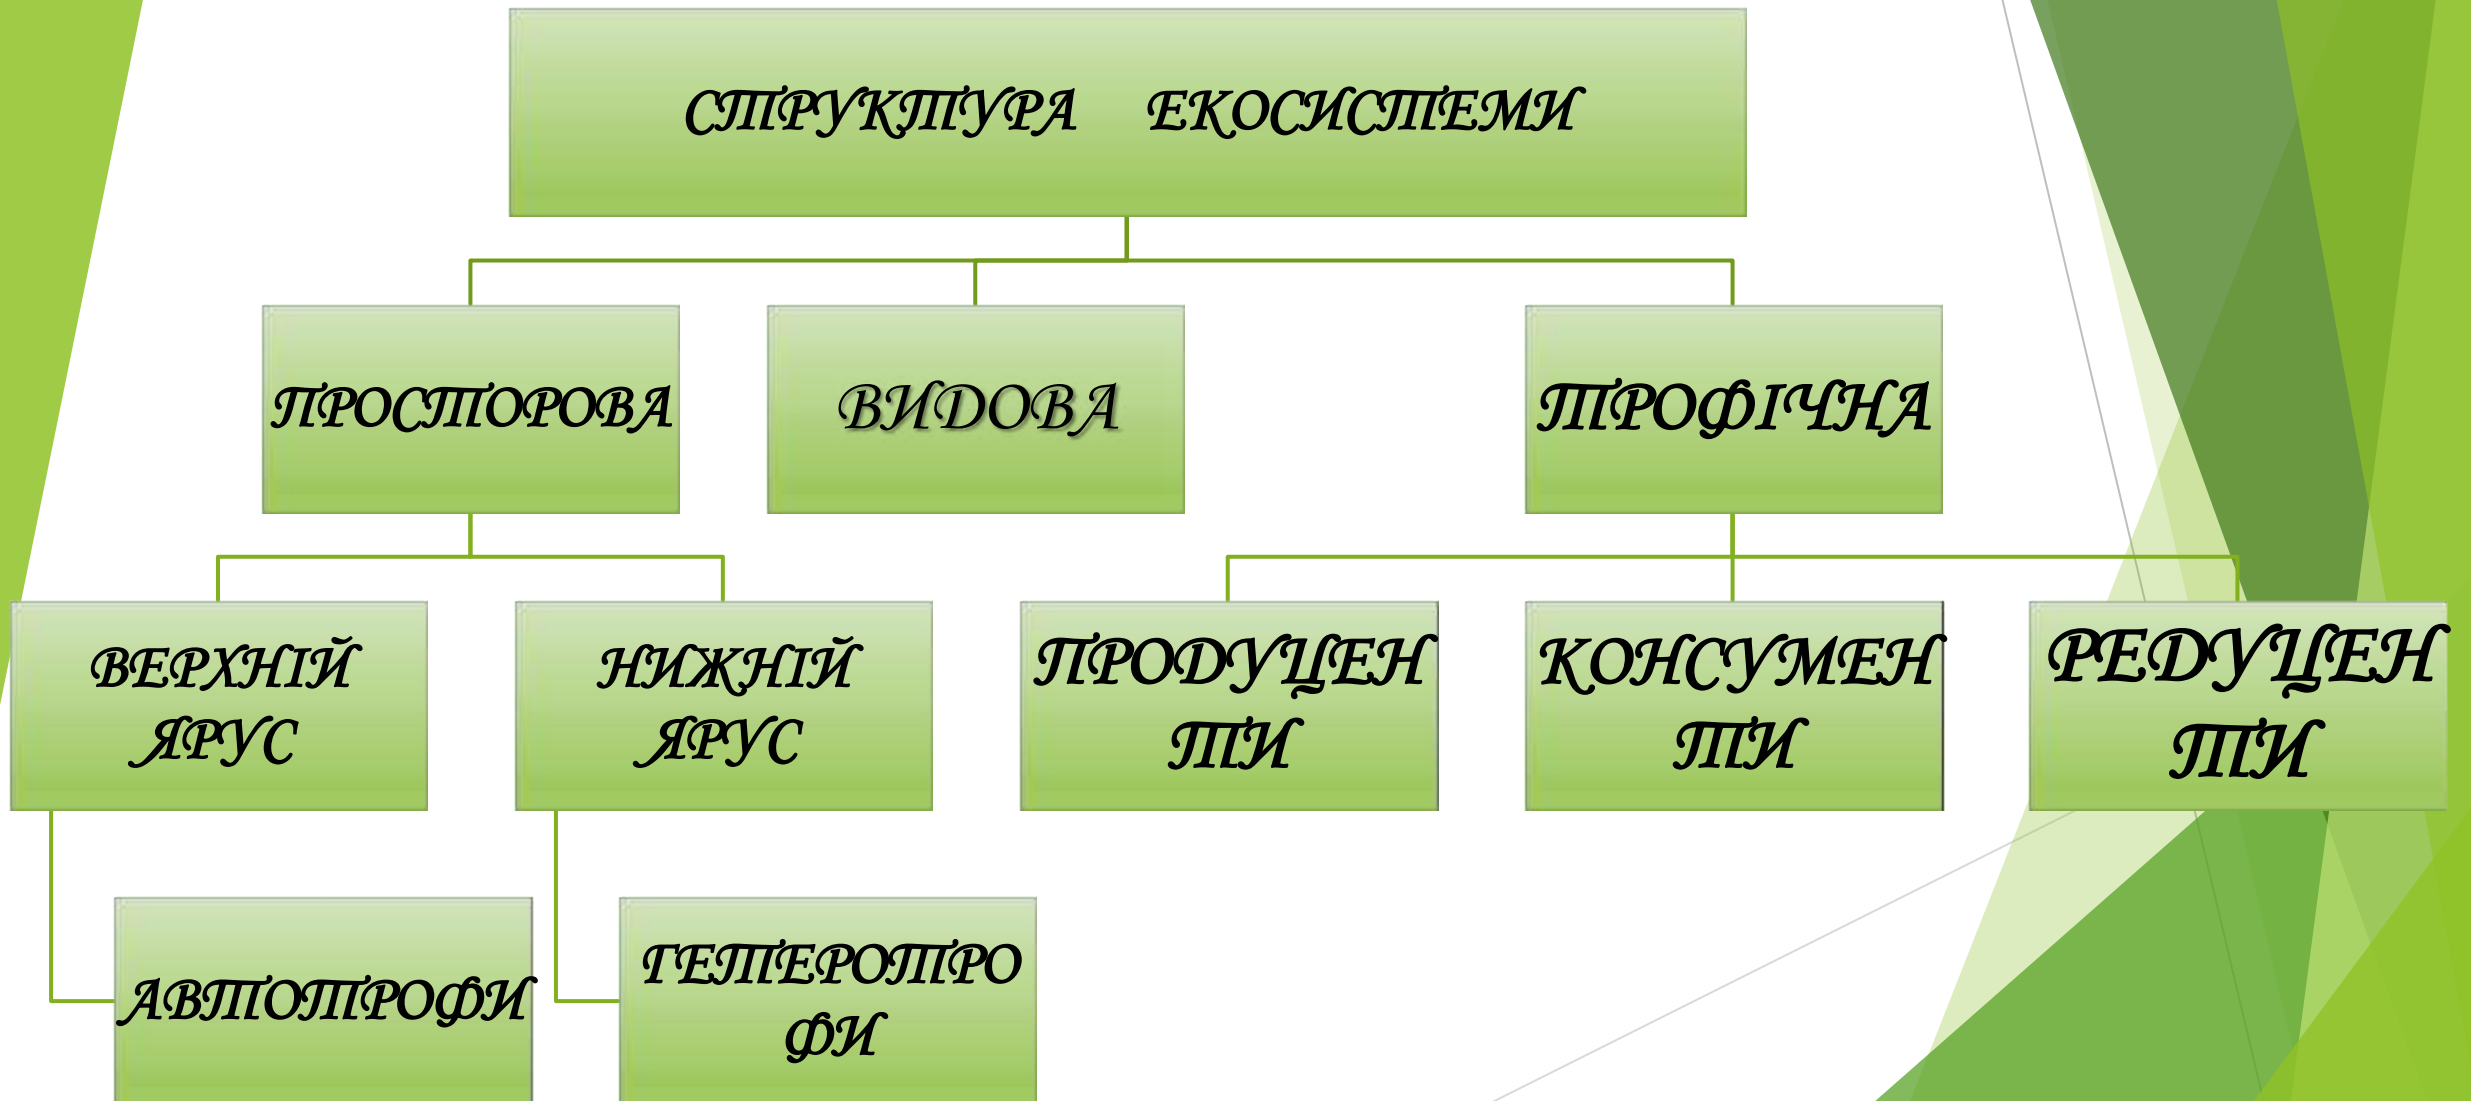 СТРУКТУРА ЕКОСИСТЕМИ
ПРОСТОРОВА
ВИДОВА
ТРОФІЧНА
ВЕРХНІЙ
ЯРУС
НИЖНІЙ
ЯРУС
ПРОДУЦЕН
ТИ
КОНСУМЕН
ТИ
РЕДУЦЕН
ТИ
АВТОТРОФИ
ГЕТЕРОТРО
ФИ